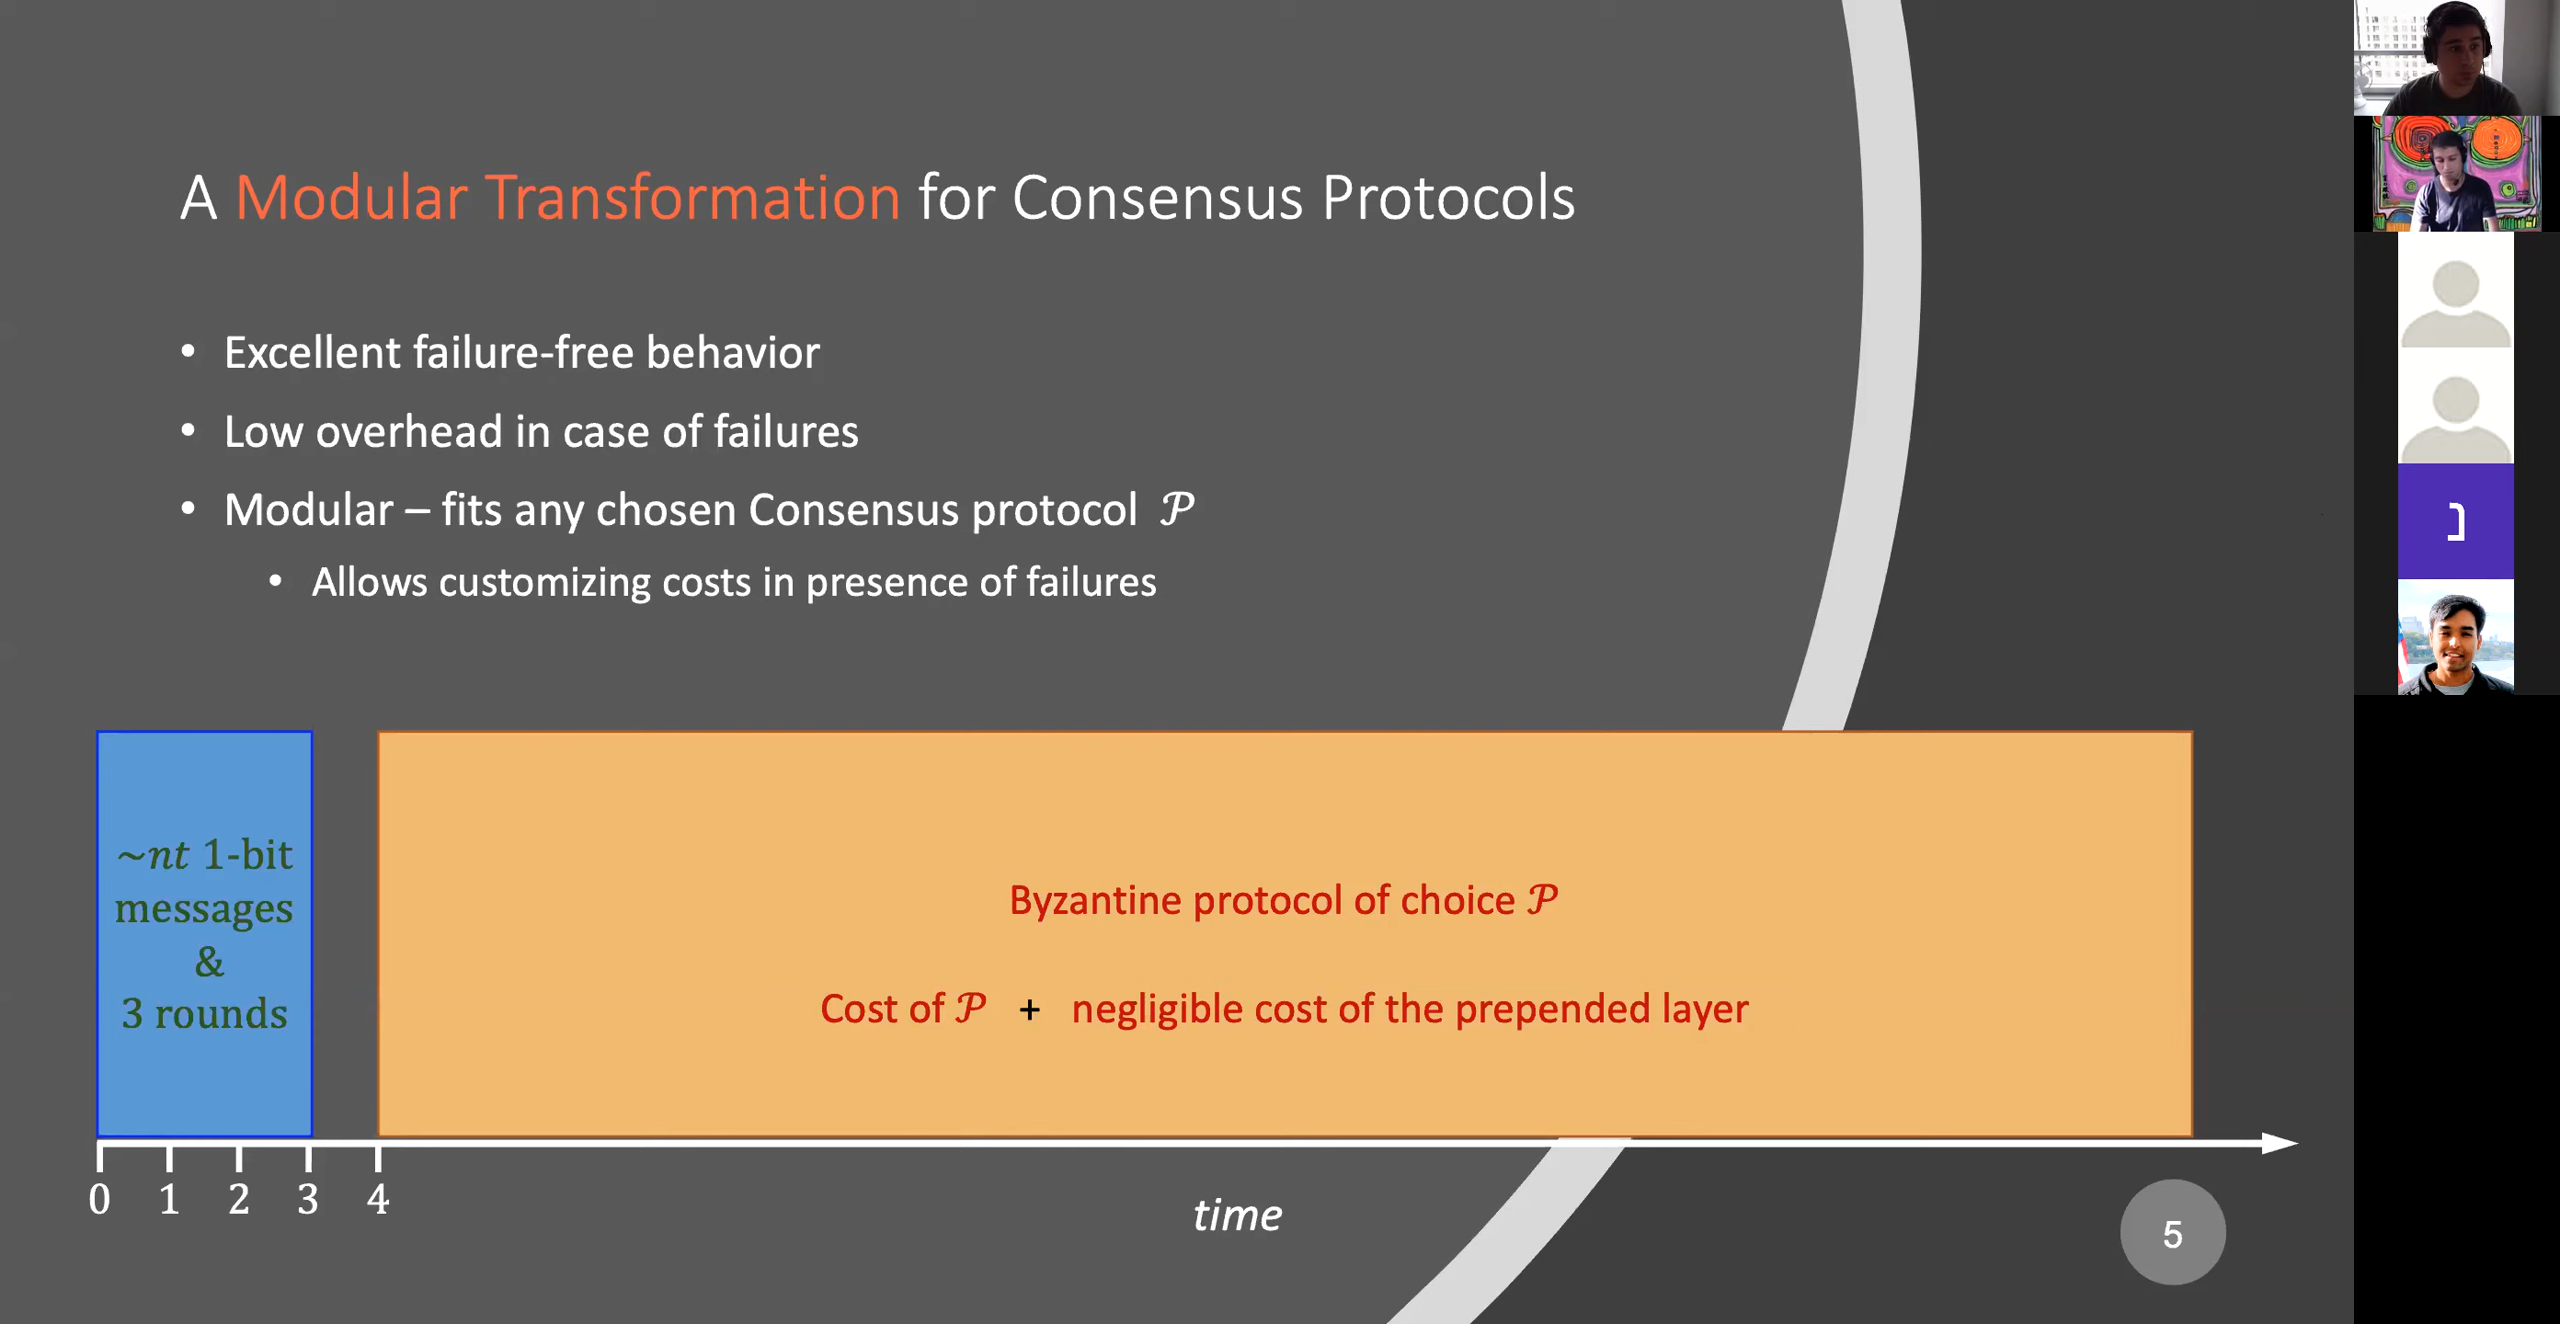 A Modular Transformation for Consensus Protocols
• Excellent failure-free behavior
• Low overhead in case of failures
• Modular – fits any chosen Consensus protocol 𝒫
• Allows customizing costs in presence of failures
~nt 1-bit
messages
&
3 rounds
Byzantine protocol of choice 𝒫
Cost of 𝒫 + negligible cost of the prepended layer
0 1 2 3 4
time
5
נ